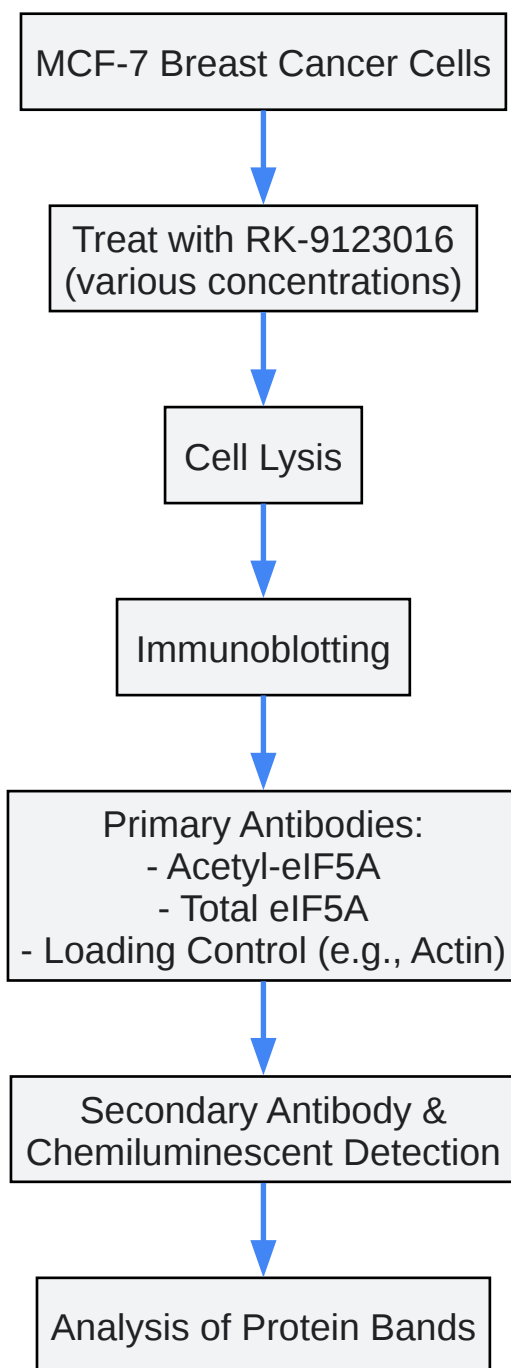 MCF-7 Breast Cancer Cells
Treat with RK-9123016
(various concentrations)
Cell Lysis
Immunoblotting
Primary Antibodies:
- Acetyl-eIF5A
- Total eIF5A
- Loading Control (e.g., Actin)
Secondary Antibody &
Chemiluminescent Detection
Analysis of Protein Bands